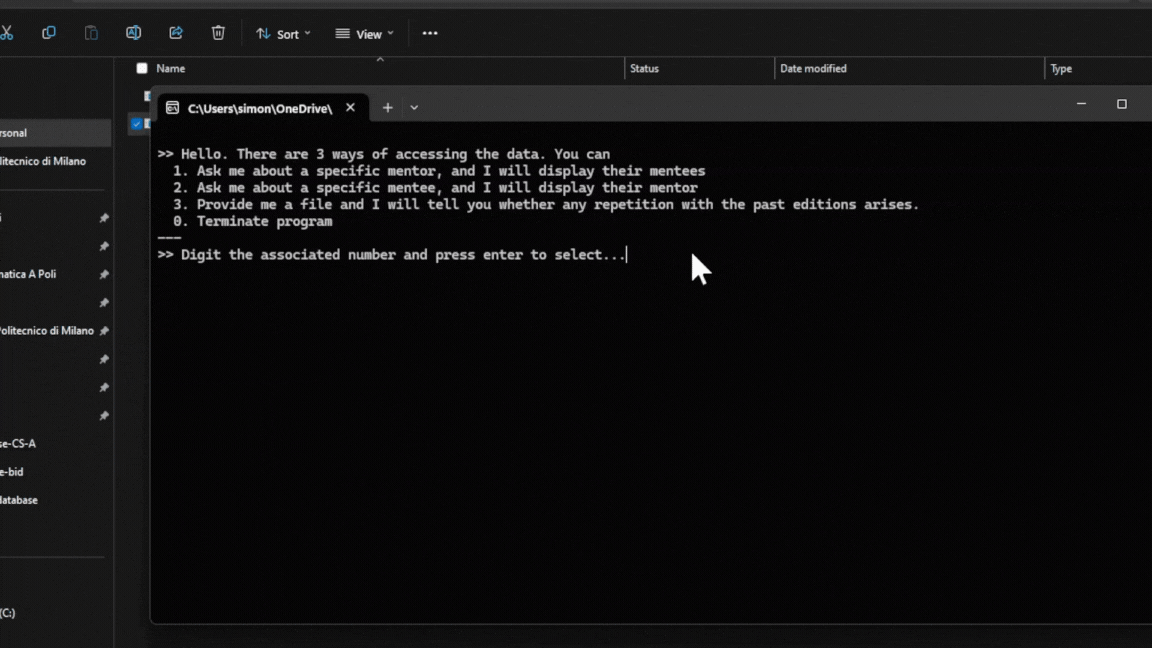 Sort
View
Name
Status
Date modified
Type
C:\Users\simon\OneDrive\
rsonal
litecnico di Milano
i
matica A Poli
Politecnico di Milano
se-CS-A
e-bid
database
(C:)
>> Hello. There are 3 ways of accessing the data. You can
1. Ask me about a specific mentor, and I will display their mentees
2. Ask me about a specific mentee, and I will display their mentor
3. Provide me a file and I will tell you whether any repetition with the past editions arises.
0. Terminate program
---
>> Digit the associated number and press enter to select...